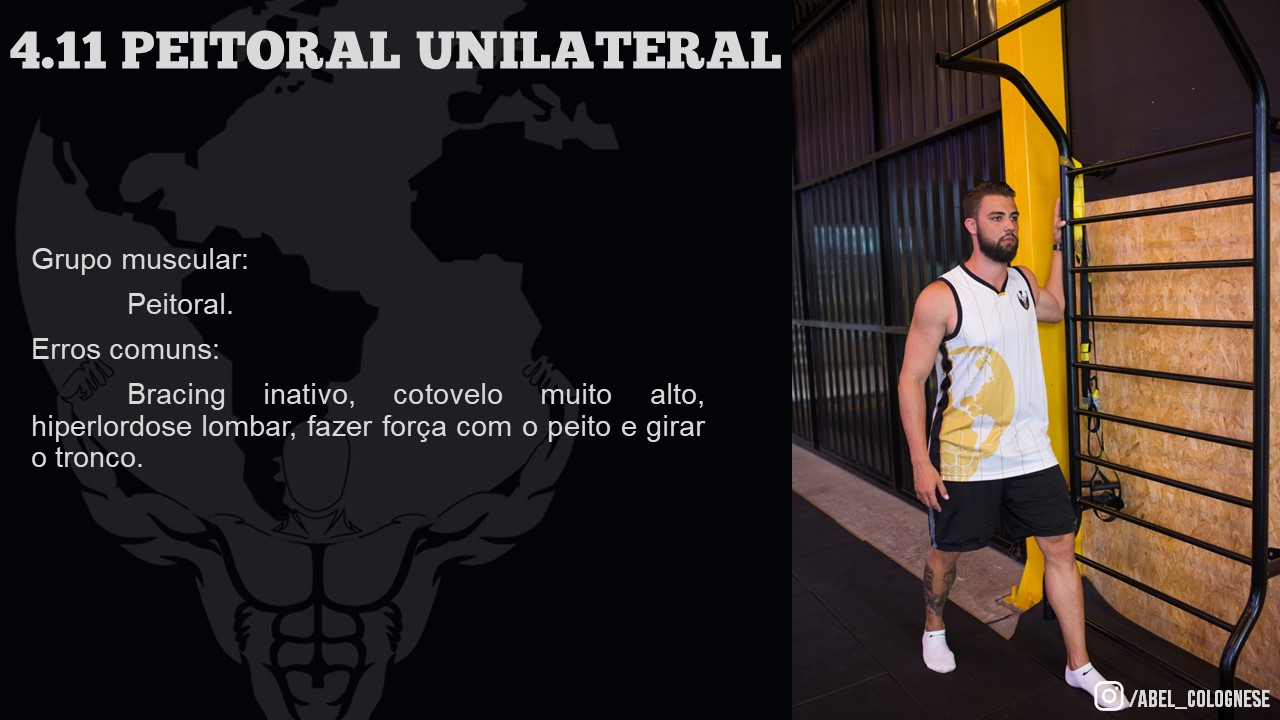 4.11 PEITORAL UNILATERAL
Grupo muscular:
Peitoral.
Erros comuns:
Bracing inativo, cotovelo muito alto,
hiperlordose lombar, fazer força com o peito e girar
o tronco.
/ABEL_COLOGNESE